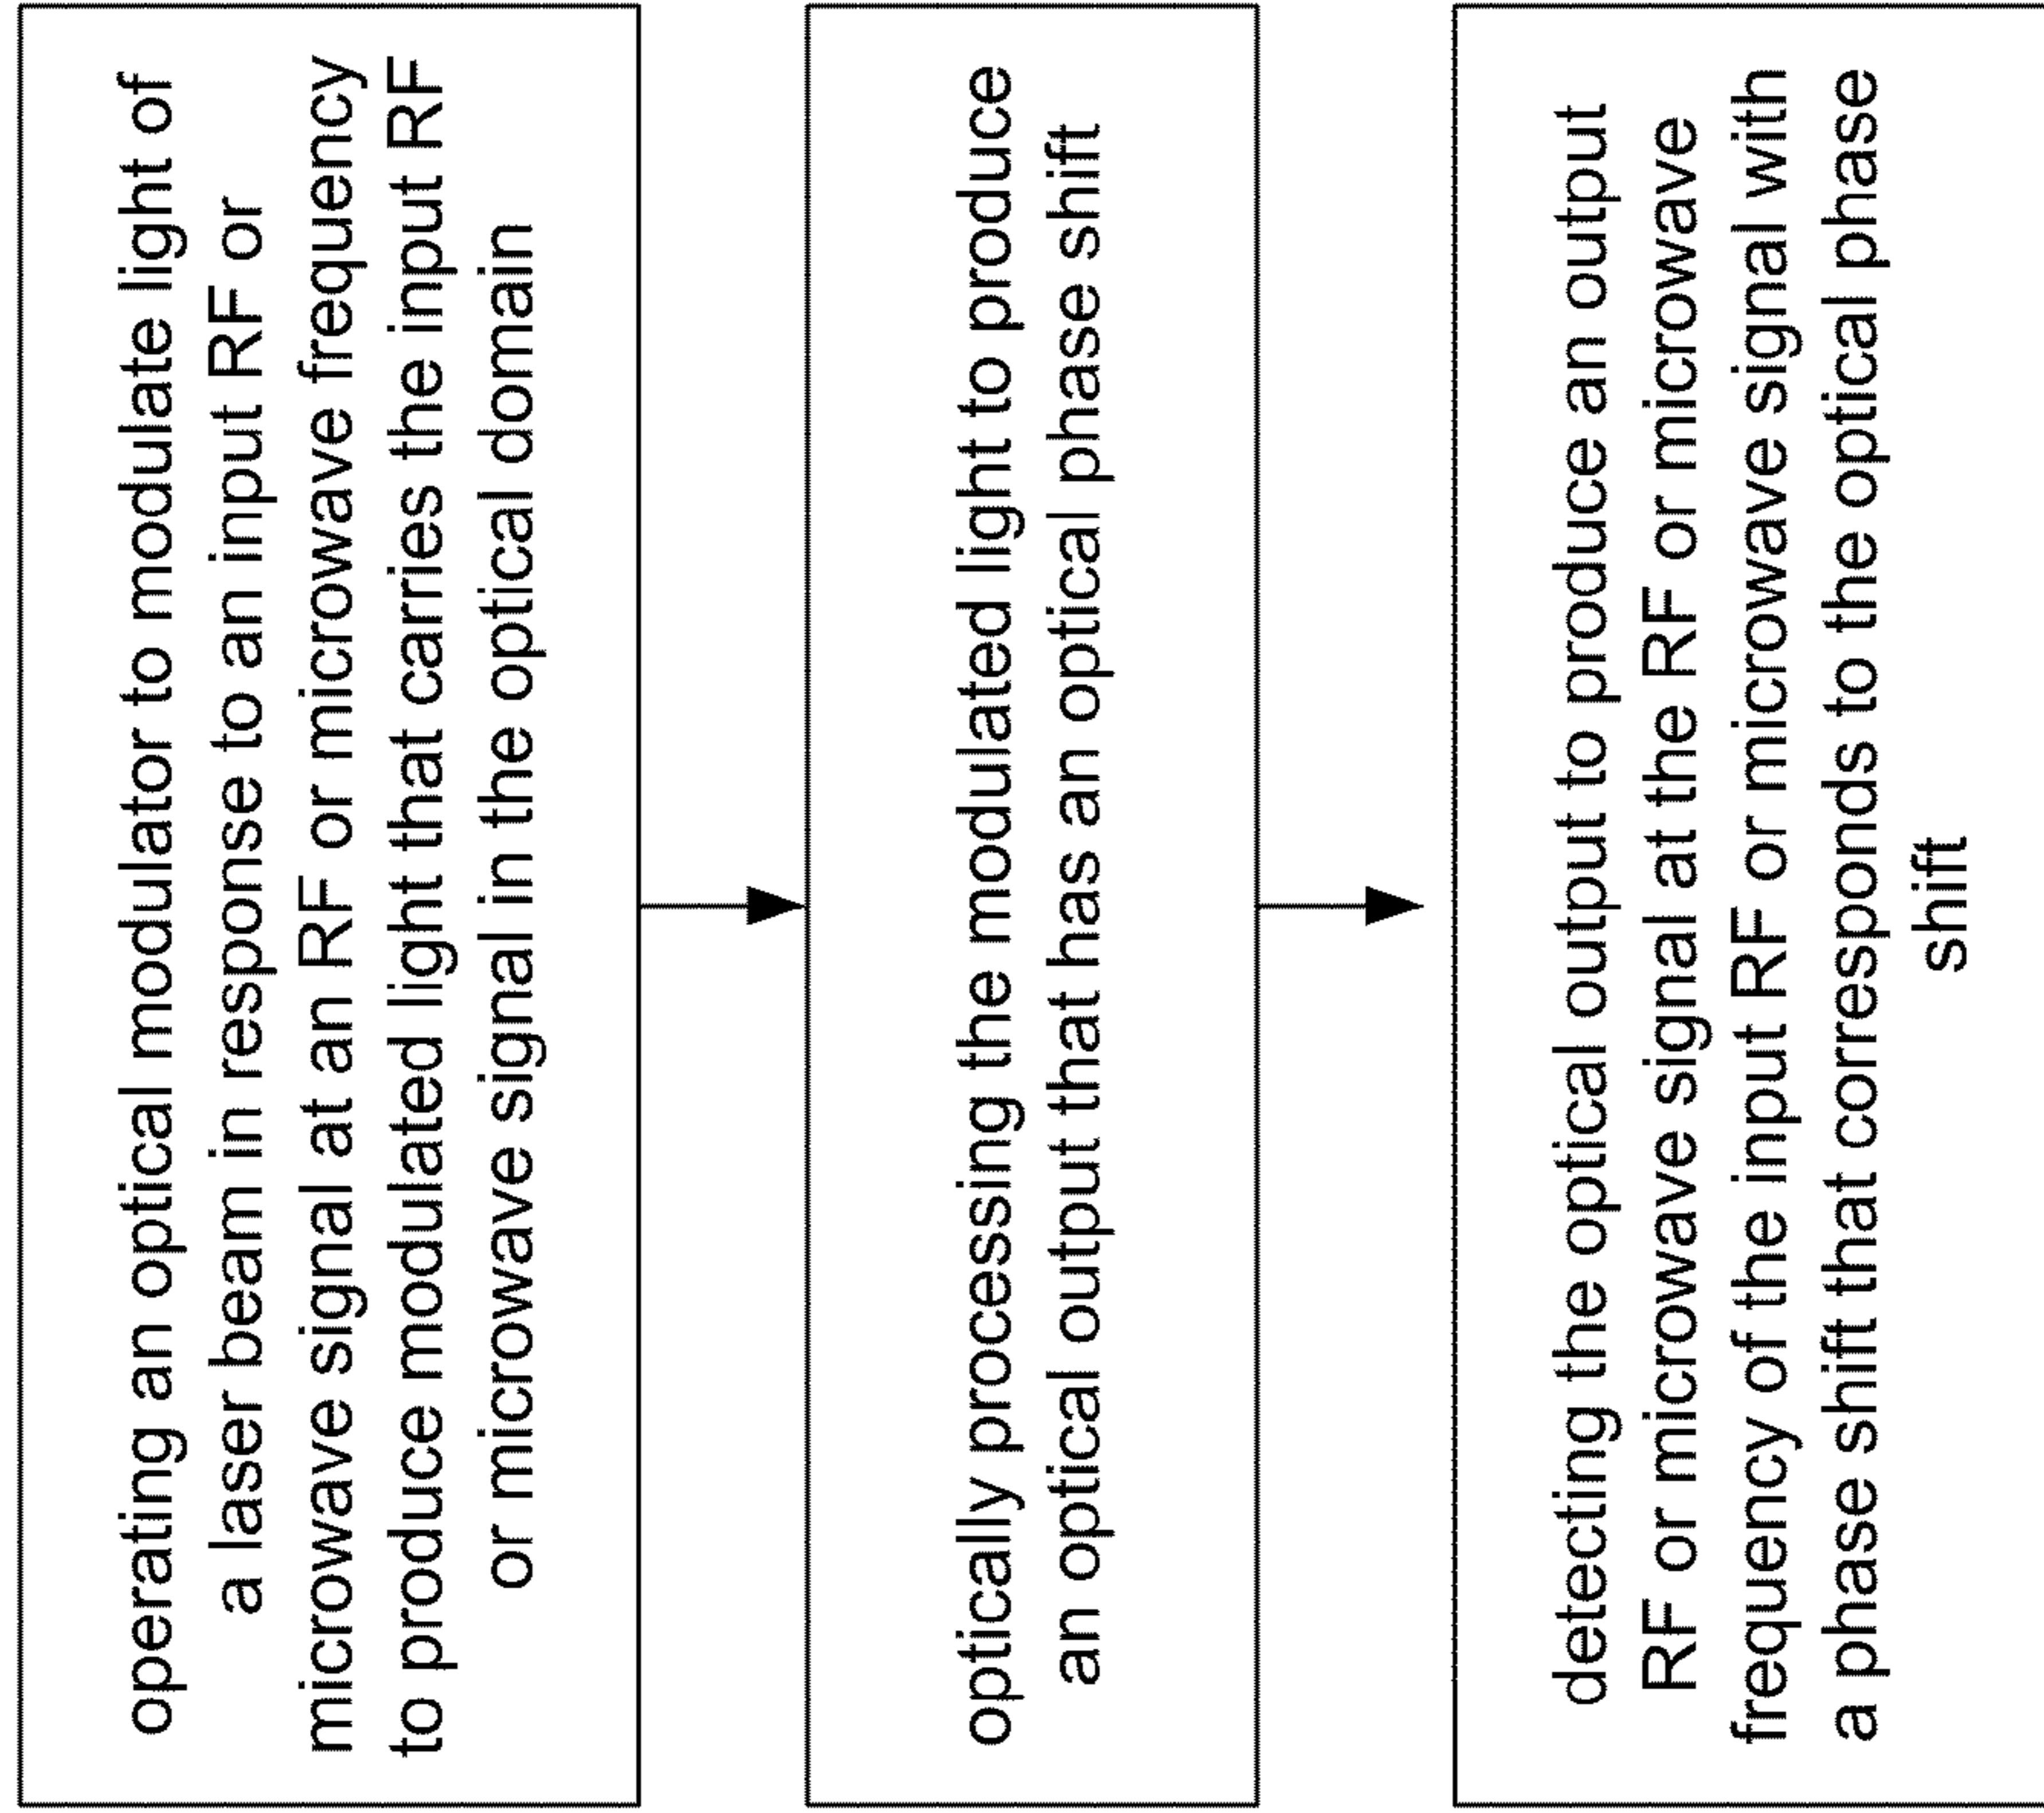 operating an optical modulator to modulate light of
a laser beam in response to an input RF or
microwave signal at an RF or microwave frequency
to produce modulated light that carries the input RF
or microwave signal in the optical domain
optically processing the modulated light to produce
an optical output that has an optical phase shift
detecting the optical output to produce an output
RF or microwave signal at the RF or microwave
frequency of the input RF or microwave signal with
a phase shift that corresponds to the optical phase
shift